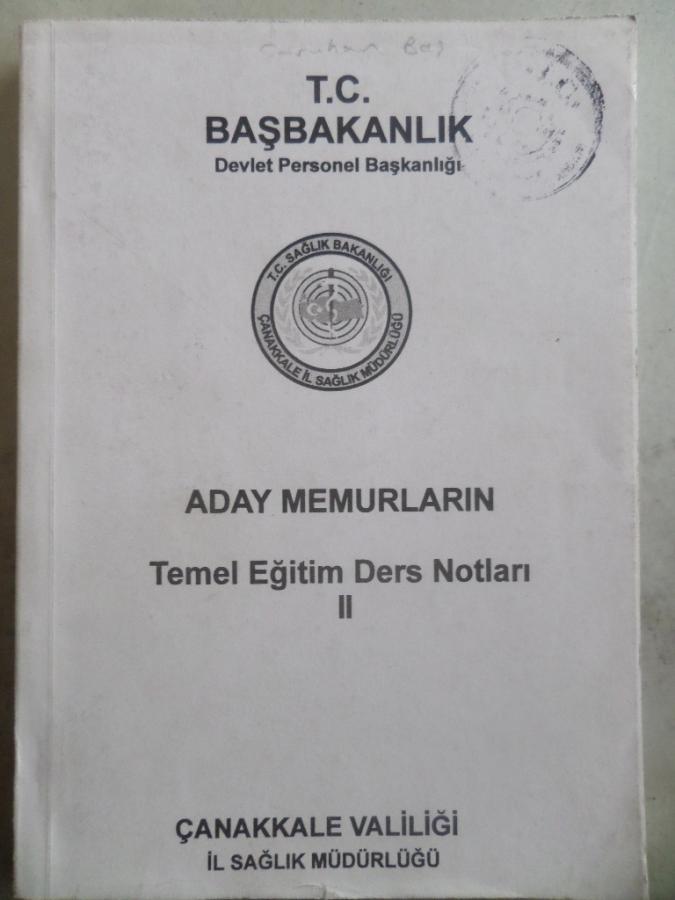 T.C.
BAŞBAKANLIK
Devlet Personel Başkanlığı
T.C. SAĞLIK BAKANLIĞI
ÇANAKKALE İL SAĞLIK MÜDÜRLÜĞÜ
ADAY MEMURLARIN
Temel Eğitim Ders Notları
II
ÇANAKKALE VALİLİĞİ
İL SAĞLIK MÜDÜRLÜĞÜ